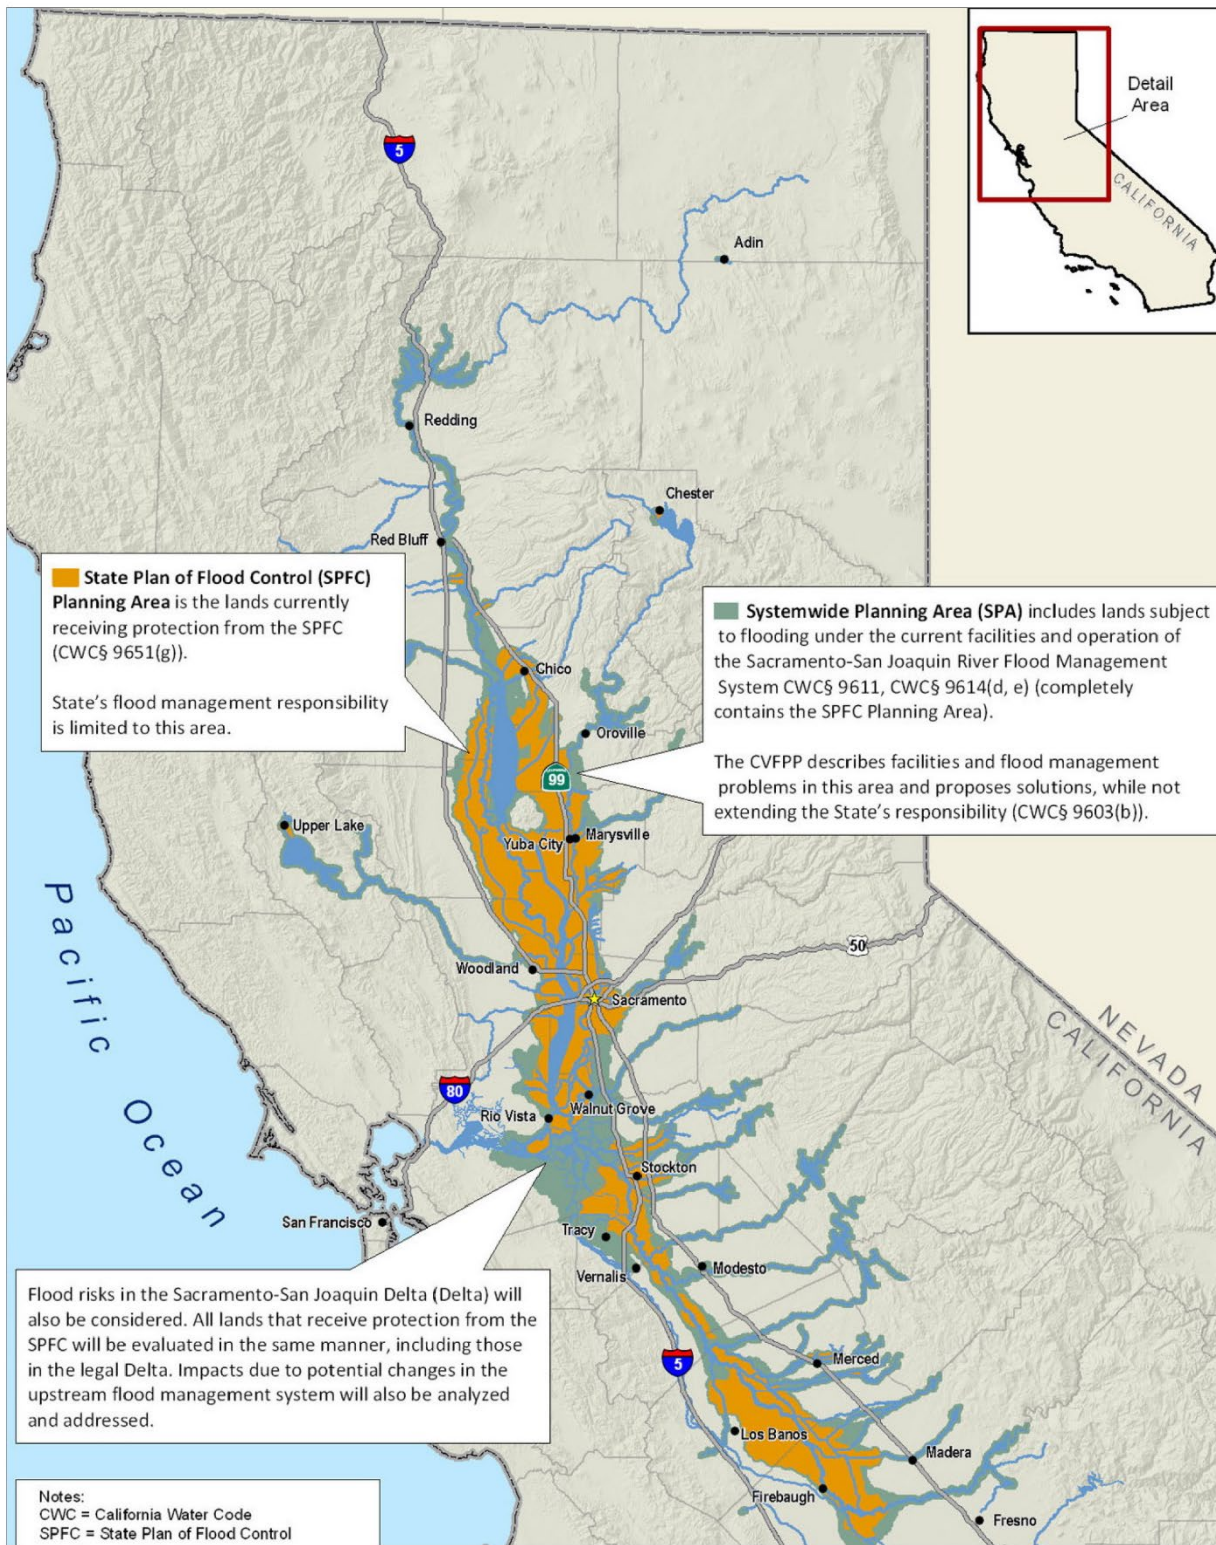 Detail
Area
CALIFORNIA
5
Adin
Redding
Chester
Red Bluff
State Plan of Flood Control (SPFC)
Planning Area is the lands currently
receiving protection from the SPFC
(CWC§ 9651(g)).
State's flood management responsibility
is limited to this area.
Systemwide Planning Area (SPA) includes lands subject
to flooding under the current facilities and operation of
the Sacramento-San Joaquin River Flood Management
System CWC§ 9611, CWC§ 9614(d, e) (completely
contains the SPFC Planning Area).
The CVFPP describes facilities and flood management
problems in this area and proposes solutions, while not
extending the State's responsibility (CWC§ 9603(b)).
Chico
Oroville
99
Upper Lake
Yuba City
Marysville
Pacific Ocean
50
Woodland
Sacramento
NEVADA
CALIFORNIA
80
Rio Vista
Walnut Grove
Stockton
San Francisco
Tracy
Vernalis
Modesto
Flood risks in the Sacramento-San Joaquin Delta (Delta) will
also be considered. All lands that receive protection from the
SPFC will be evaluated in the same manner, including those
in the legal Delta. Impacts due to potential changes in the
upstream flood management system will also be analyzed
and addressed.
5
Merced
Los Banos
Madera
Firebaugh
Fresno
Notes:
CWC = California Water Code
SPFC = State Plan of Flood Control